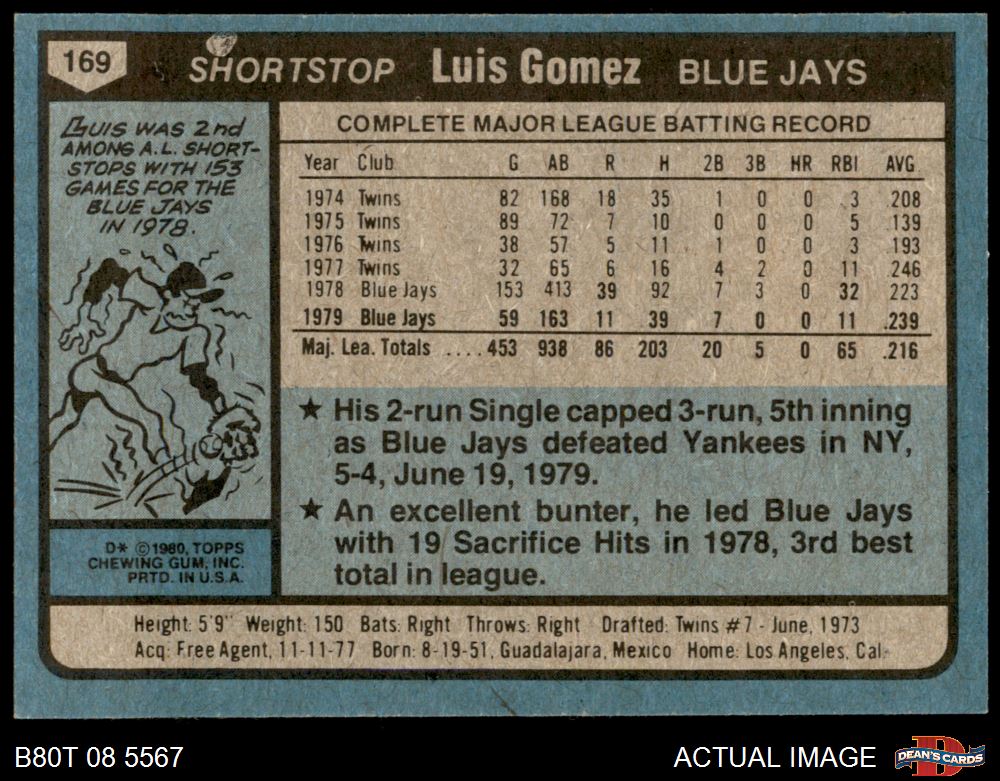 169
SHORTSTOP Luis Gomez BLUE JAYS
LUIS WAS 2nd
AMONG A.L. SHORT-
STOPS WITH 153
GAMES FOR THE
BLUE JAYS
IN 1978.
COMPLETE MAJOR LEAGUE BATTING RECORD
Year Club G AB R H 2B 3B HR RBI AVG
1974 Twins 82 168 18 35 1 0 0 3 .208
1975 Twins 89 72 7 10 0 0 0 5 .139
1976 Twins 38 57 5 11 1 0 0 3 .193
1977 Twins 32 65 6 16 4 2 0 11 .246
1978 Blue Jays 153 413 39 92 7 3 0 32 .223
1979 Blue Jays 59 163 11 39 7 0 0 11 .239
Maj. Lea. Totals .... 453 938 86 203 20 5 0 65 .216
★ His 2-run Single capped 3-run, 5th inning
as Blue Jays defeated Yankees in NY,
5-4, June 19, 1979.
★ An excellent bunter, he led Blue Jays
with 19 Sacrifice Hits in 1978, 3rd best
total in league.
D* ©1980, TOPPS
CHEWING GUM, INC.
PRTD. IN U.S.A.
Height: 5'9" Weight: 150 Bats: Right Throws: Right Drafted: Twins #7 - June, 1973
Acq: Free Agent, 11-11-77 Born: 8-19-51, Guadalajara, Mexico Home: Los Angeles, Cal.
B80T 08 5567
ACTUAL IMAGE
D
DEAN'S CARDS